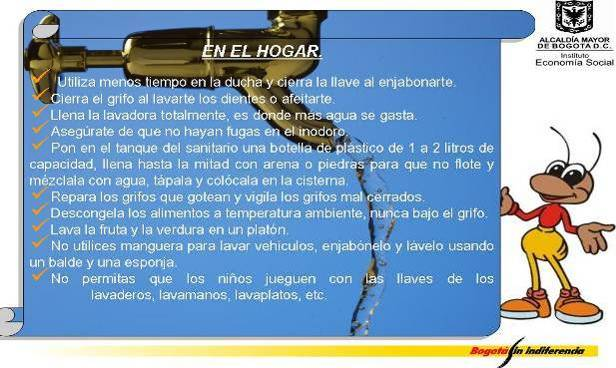 EN EL HOGAR.
Utiliza menos tiempo en la ducha y cierra la llave al enjabonarte.
Cierra el grifo al lavarte los dientes o afeitarte.
Llena la lavadora totalmente, es donde mas agua se gasta.
Asegúrate de que no hayan fugas en el inodoro.
Pon en el tanque del sanitario una botella de plástico de 1 a 2 litros de
capacidad, llena hasta la mitad con arena o piedras para que no flote y
mézclala con agua, tápala y colócala en la cisterna.
Repara los grifos que gotean y vigila los grifos mal cerrados.
Descongela los alimentos a temperatura ambiente, nunca bajo el grifo.
Lava la fruta y la verdura en un platón.
No utilices manguera para lavar vehiculos, enjabónelo y lávelo usando
un balde y una esponja.
No permitas que los niños jueguen con las llaves de los
lavaderos, lavamanos, lavaplatos, etc.
ALCALDÍA MAYOR
DE BOGOTA D.C.
Instituto
Economía Social
Bogotá sin indiferencia